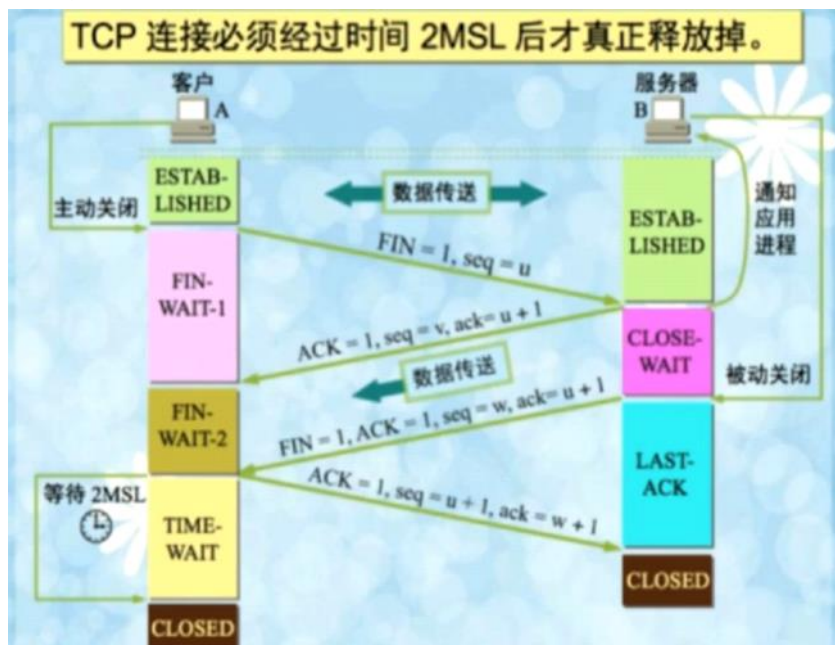 TCP 连接必须经过时间 2MSL 后才真正释放掉。
客户
A
服务器
B
ESTAB-
LISHED
主动关闭
数据传送
ESTAB-
LISHED
通知
应用
进程
FIN = 1, seq = u
FIN-
WAIT-1
ACK = 1, seq = v, ack= u + 1
CLOSE-
WAIT
数据传送
被动关闭
FIN-
WAIT-2
FIN = 1, ACK = 1, seq = w, ack= u + 1
LAST-
ACK
等待 2MSL
ACK = 1, seq = u + 1, ack = w + 1
TIME-
WAIT
CLOSED
CLOSED